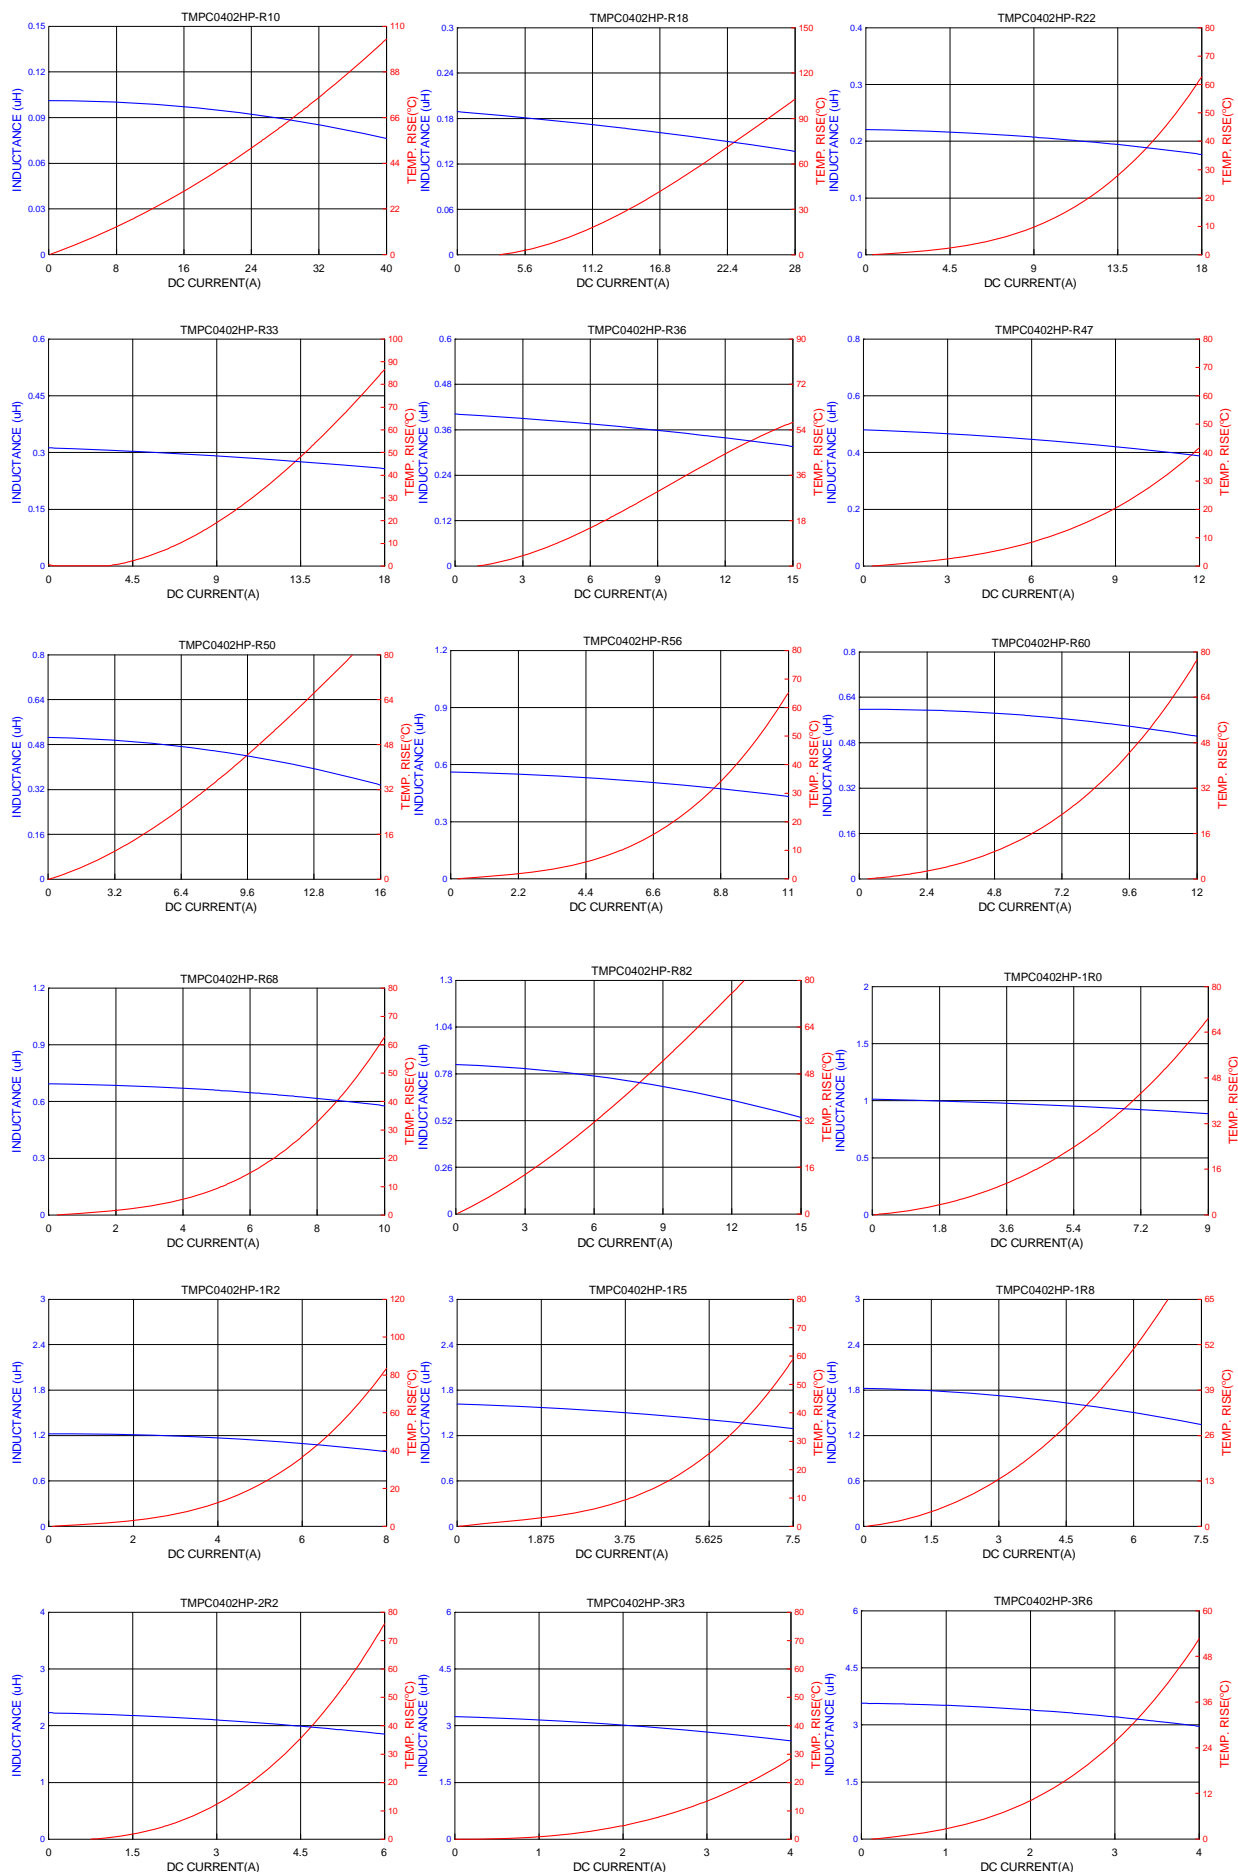 TMPC0402HP-R10
INDUCTANCE (uH)
0.15
0.12
0.09
0.06
0.03
0
110
88
66
44
22
0
TEMP. RISE(°C)
0 8 16 24 32 40
DC CURRENT(A)
TMPC0402HP-R18
INDUCTANCE (uH)
0.3
0.24
0.18
0.12
0.06
0
150
120
90
60
30
0
TEMP. RISE(°C)
0 5.6 11.2 16.8 22.4 28
DC CURRENT(A)
TMPC0402HP-R22
INDUCTANCE (uH)
0.4
0.3
0.2
0.1
0
80
70
60
50
40
30
20
10
0
TEMP. RISE(°C)
0 4.5 9 13.5 18
DC CURRENT(A)
TMPC0402HP-R33
INDUCTANCE (uH)
0.6
0.45
0.3
0.15
0
100
90
80
70
60
50
40
30
20
10
0
TEMP. RISE(°C)
0 4.5 9 13.5 18
DC CURRENT(A)
TMPC0402HP-R36
INDUCTANCE (uH)
0.6
0.48
0.36
0.24
0.12
0
90
72
54
36
18
0
TEMP. RISE(°C)
0 3 6 9 12 15
DC CURRENT(A)
TMPC0402HP-R47
INDUCTANCE (uH)
0.8
0.6
0.4
0.2
0
80
70
60
50
40
30
20
10
0
TEMP. RISE(°C)
0 3 6 9 12
DC CURRENT(A)
TMPC0402HP-R50
INDUCTANCE (uH)
0.8
0.64
0.48
0.32
0.16
0
80
64
48
32
16
0
TEMP. RISE(°C)
0 3.2 6.4 9.6 12.8 16
DC CURRENT(A)
TMPC0402HP-R56
INDUCTANCE (uH)
1.2
0.9
0.6
0.3
0
80
70
60
50
40
30
20
10
0
TEMP. RISE(°C)
0 2.2 4.4 6.6 8.8 11
DC CURRENT(A)
TMPC0402HP-R60
INDUCTANCE (uH)
0.8
0.64
0.48
0.32
0.16
0
80
64
48
32
16
0
TEMP. RISE(°C)
0 2.4 4.8 7.2 9.6 12
DC CURRENT(A)
TMPC0402HP-R68
INDUCTANCE (uH)
1.2
0.9
0.6
0.3
0
80
70
60
50
40
30
20
10
0
TEMP. RISE(°C)
0 2 4 6 8 10
DC CURRENT(A)
TMPC0402HP-R82
INDUCTANCE (uH)
1.3
1.04
0.78
0.52
0.26
0
80
64
48
32
16
0
TEMP. RISE(°C)
0 3 6 9 12 15
DC CURRENT(A)
TMPC0402HP-1R0
INDUCTANCE (uH)
2
1.5
1
0.5
0
80
64
48
32
16
0
TEMP. RISE(°C)
0 1.8 3.6 5.4 7.2 9
DC CURRENT(A)
TMPC0402HP-1R2
INDUCTANCE (uH)
3
2.4
1.8
1.2
0.6
0
120
100
80
60
40
20
0
TEMP. RISE(°C)
0 2 4 6 8
DC CURRENT(A)
TMPC0402HP-1R5
INDUCTANCE (uH)
3
2.4
1.8
1.2
0.6
0
80
70
60
50
40
30
20
10
0
TEMP. RISE(°C)
0 1.875 3.75 5.625 7.5
DC CURRENT(A)
TMPC0402HP-1R8
INDUCTANCE (uH)
3
2.4
1.8
1.2
0.6
0
65
52
39
26
13
0
TEMP. RISE(°C)
0 1.5 3 4.5 6 7.5
DC CURRENT(A)
TMPC0402HP-2R2
INDUCTANCE (uH)
4
3
2
1
0
80
70
60
50
40
30
20
10
0
TEMP. RISE(°C)
0 1.5 3 4.5 6
DC CURRENT(A)
TMPC0402HP-3R3
INDUCTANCE (uH)
6
4.5
3
1.5
0
80
70
60
50
40
30
20
10
0
TEMP. RISE(°C)
0 1 2 3 4
DC CURRENT(A)
TMPC0402HP-3R6
INDUCTANCE (uH)
6
4.5
3
1.5
0
60
48
36
24
12
0
TEMP. RISE(°C)
0 1 2 3 4
DC CURRENT(A)